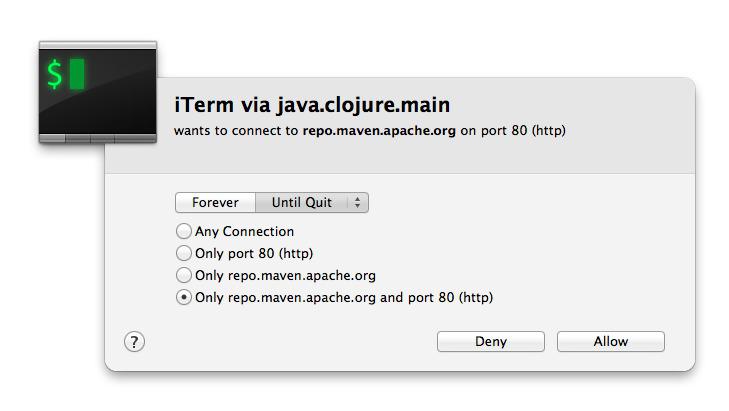 $
iTerm via java.clojure.main
wants to connect to repo.maven.apache.org on port 80 (http)
Forever Until Quit
Any Connection
Only port 80 (http)
Only repo.maven.apache.org
Only repo.maven.apache.org and port 80 (http)
? Deny Allow